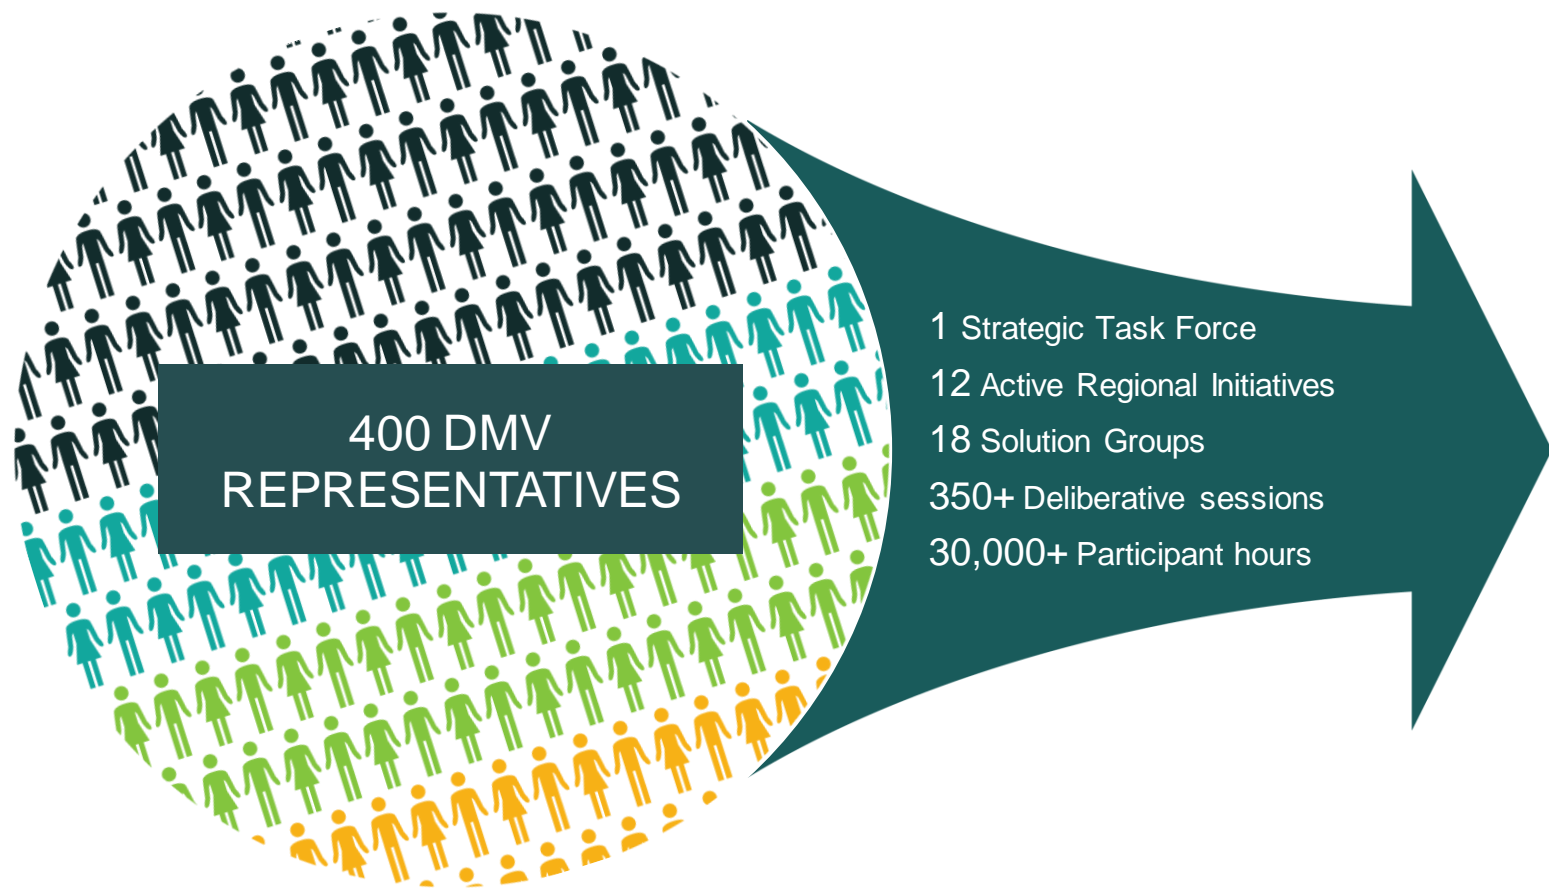 400 DMV
REPRESENTATIVES
1 Strategic Task Force
12 Active Regional Initiatives
18 Solution Groups
350+ Deliberative sessions
30,000+ Participant hours